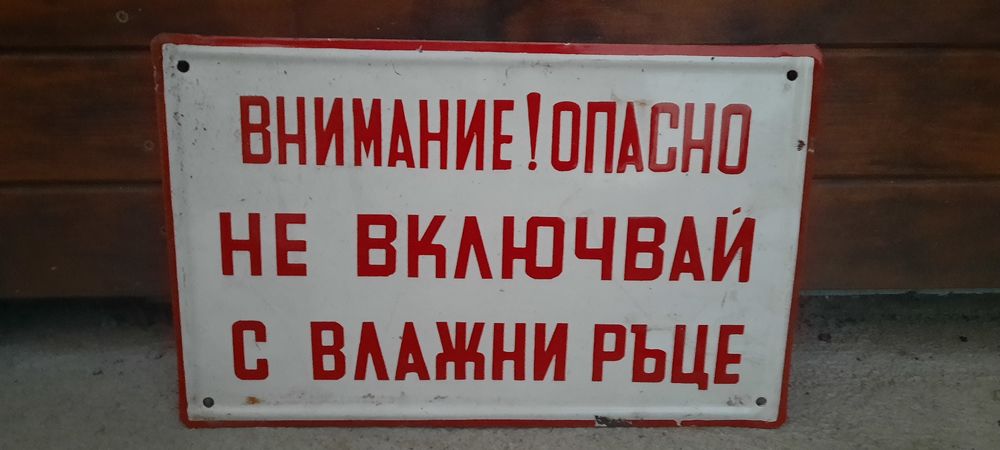 ВНИМАНИЕ! ОПАСНО
НЕ ВКЛЮЧВАЙ
С ВЛАЖНИ РЪЦЕ